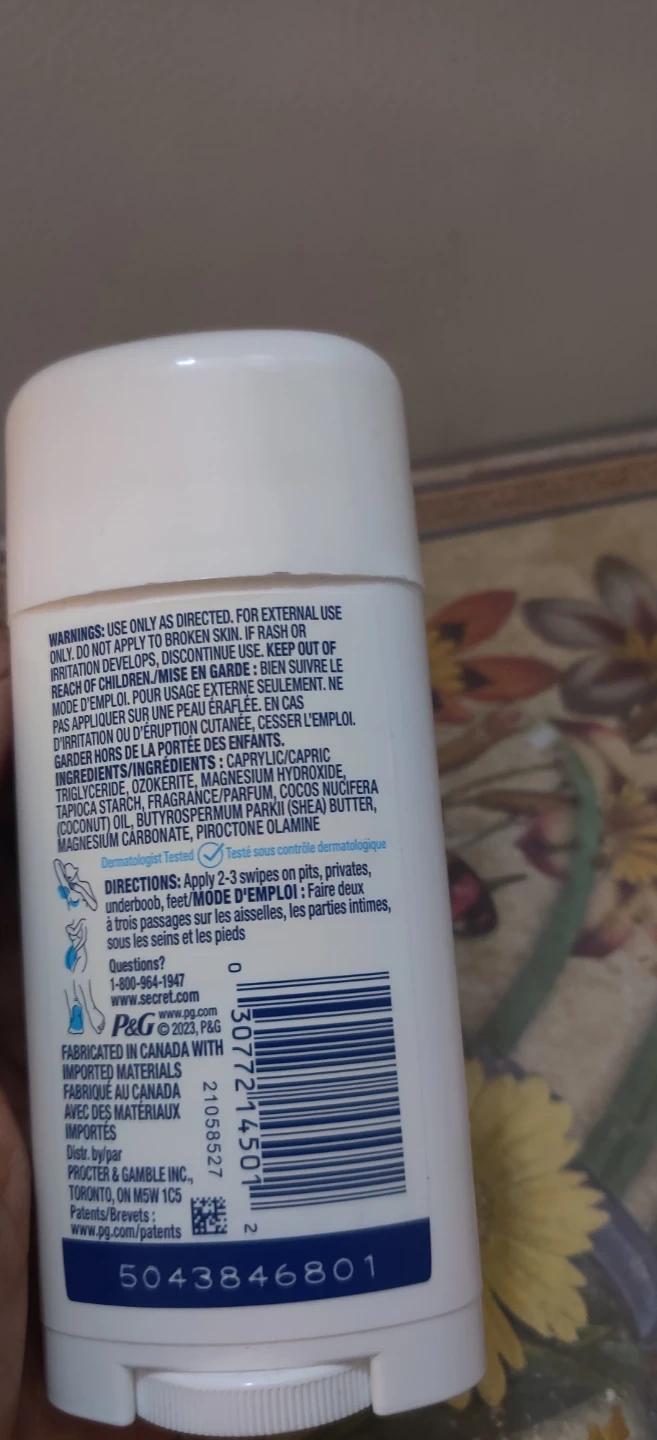 WARNINGS: USE ONLY AS DIRECTED. FOR EXTERNAL USE
ONLY. DO NOT APPLY TO BROKEN SKIN. IF RASH OR
IRRITATION DEVELOPS, DISCONTINUE USE. KEEP OUT OF
REACH OF CHILDREN./MISE EN GARDE : BIEN SUIVRE LE
MODE D'EMPLOI. POUR USAGE EXTERNE SEULEMENT. NE
PAS APPLIQUER SUR UNE PEAU ÉRAFLÉE. EN CAS
D'IRRITATION OU D'ÉRUPTION CUTANÉE, CESSER L'EMPLOI.
GARDER HORS DE LA PORTÉE DES ENFANTS.
INGREDIENTS/INGRÉDIENTS : CAPRYLIC/CAPRIC
TRIGLYCERIDE, OZOKERITE, MAGNESIUM HYDROXIDE,
TAPIOCA STARCH, FRAGRANCE/PARFUM, COCOS NUCIFERA
(COCONUT) OIL, BUTYROSPERMUM PARKII (SHEA) BUTTER,
MAGNESIUM CARBONATE, PIROCTONE OLAMINE
Dermatologist Tested Testé sous contrôle dermatologique
DIRECTIONS: Apply 2-3 swipes on pits, privates,
underboob, feet/MODE D'EMPLOI : Faire deux
à trois passages sur les aisselles, les parties intimes,
sous les seins et les pieds
Questions?
1-800-964-1947
www.secret.com
P&G www.pg.com
© 2023, P&G
FABRICATED IN CANADA WITH
IMPORTED MATERIALS
FABRIQUÉ AU CANADA
AVEC DES MATÉRIAUX
IMPORTÉS
Distr. by/par
PROCTER & GAMBLE INC.,
TORONTO, ON M5W 1C5
Patents/Brevets :
www.pg.com/patents
21058527
0 30772 14501 2
5043846801